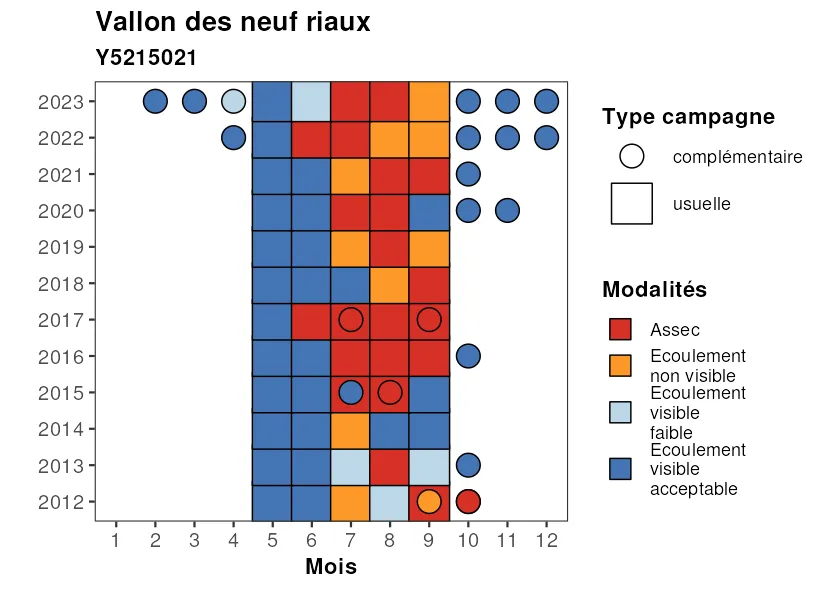 Vallon des neuf riaux
Y5215021
2023
2022
2021
2020
2019
2018
2017
2016
2015
2014
2013
2012
1 2 3 4 5 6 7 8 9 10 11 12
Mois
Type campagne
complémentaire
usuelle
Modalités
Assec
Ecoulement
non visible
Ecoulement
visible
faible
Ecoulement
visible
acceptable